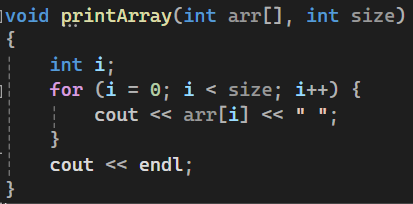 void printArray(int arr[], int size)
{
    int i;
    for (i = 0; i < size; i++) {
        cout << arr[i] << " ";
    }
    cout << endl;
}